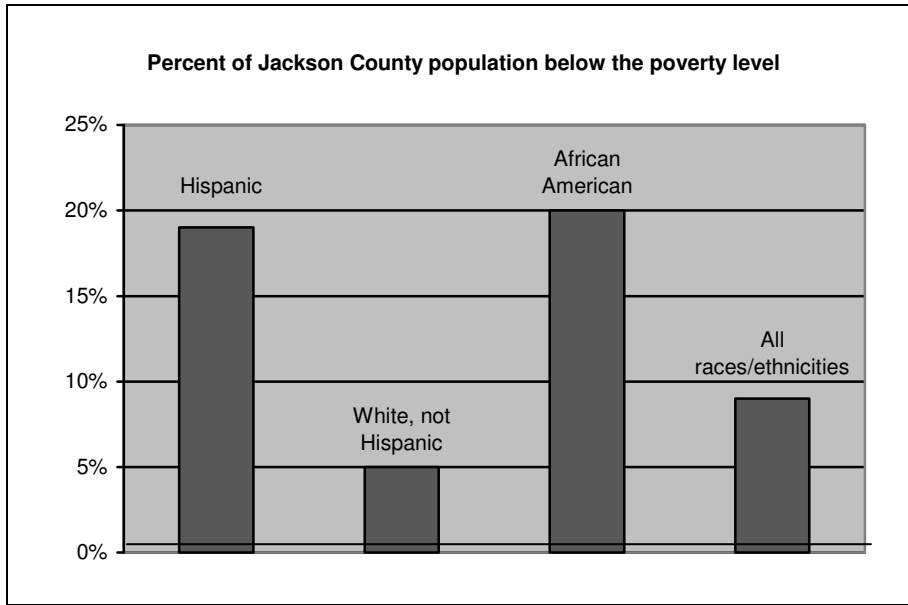 Percent of Jackson County population below the poverty level
25%
20%
15%
10%
5%
0%
Hispanic
White, not
Hispanic
African
American
All
races/ethnicities